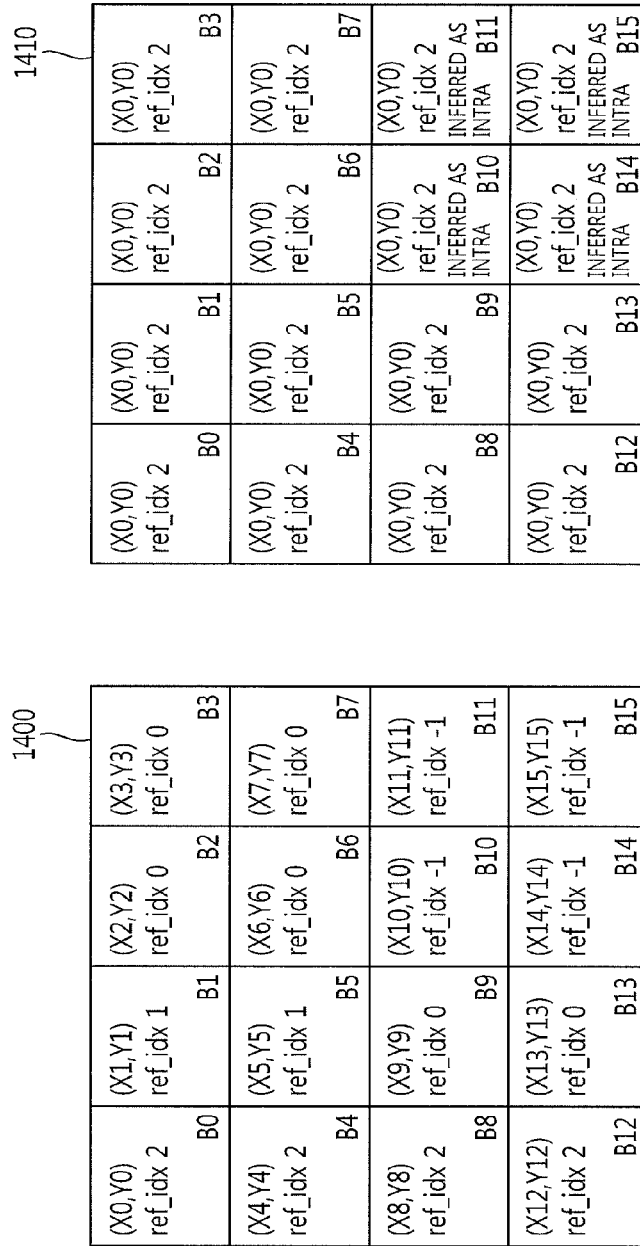 1400
(X0,Y0)
ref_idx 2
B0
(X1,Y1)
ref_idx 1
B1
(X2,Y2)
ref_idx 0
B2
(X3,Y3)
ref_idx 0
B3
(X4,Y4)
ref_idx 2
B4
(X5,Y5)
ref_idx 1
B5
(X6,Y6)
ref_idx 0
B6
(X7,Y7)
ref_idx 0
B7
(X8,Y8)
ref_idx 2
B8
(X9,Y9)
ref_idx 0
B9
(X10,Y10)
ref_idx -1
B10
(X11,Y11)
ref_idx -1
B11
(X12,Y12)
ref_idx 2
B12
(X13,Y13)
ref_idx 0
B13
(X14,Y14)
ref_idx -1
B14
(X15,Y15)
ref_idx -1
B15
1410
(X0,Y0)
ref_idx 2
B0
(X0,Y0)
ref_idx 2
B1
(X0,Y0)
ref_idx 2
B2
(X0,Y0)
ref_idx 2
B3
(X0,Y0)
ref_idx 2
B4
(X0,Y0)
ref_idx 2
B5
(X0,Y0)
ref_idx 2
B6
(X0,Y0)
ref_idx 2
B7
(X0,Y0)
ref_idx 2
B8
(X0,Y0)
ref_idx 2
B9
(X0,Y0)
ref_idx 2
INFERRED AS
INTRA B10
(X0,Y0)
ref_idx 2
INFERRED AS
INTRA B11
(X0,Y0)
ref_idx 2
B12
(X0,Y0)
ref_idx 2
B13
(X0,Y0)
ref_idx 2
INFERRED AS
INTRA B14
(X0,Y0)
ref_idx 2
INFERRED AS
INTRA B15